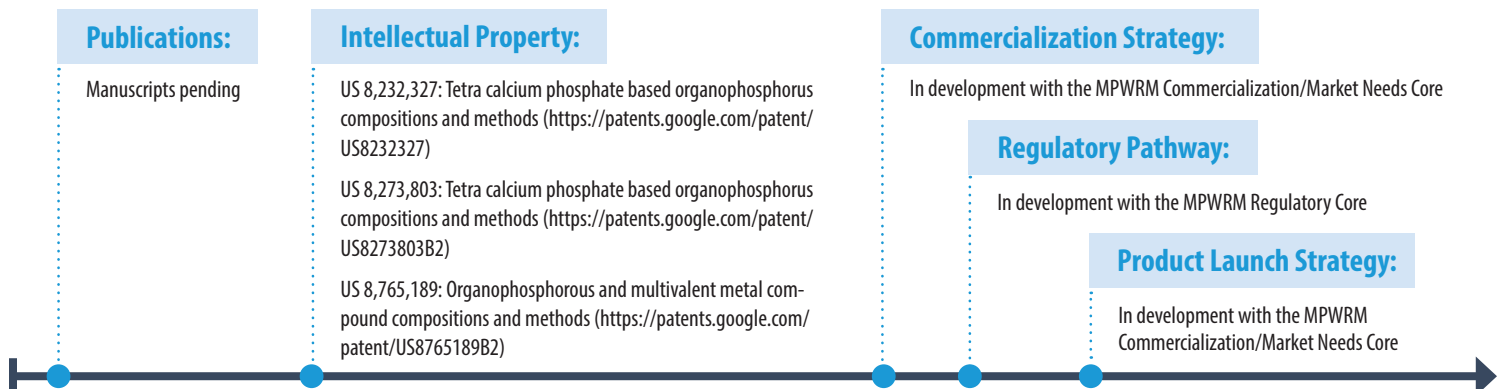 Publications:
Manuscripts pending
Intellectual Property:
US 8,232,327: Tetra calcium phosphate based organophosphorus
compositions and methods (https://patents.google.com/patent/
US8232327)
US 8,273,803: Tetra calcium phosphate based organophosphorus
compositions and methods (https://patents.google.com/patent/
US8273803B2)
US 8,765,189: Organophosphorous and multivalent metal com-
pound compositions and methods (https://patents.google.com/
patent/US8765189B2)
Commercialization Strategy:
In development with the MPWRM Commercialization/Market Needs Core
Regulatory Pathway:
In development with the MPWRM Regulatory Core
Product Launch Strategy:
In development with the MPWRM
Commercialization/Market Needs Core